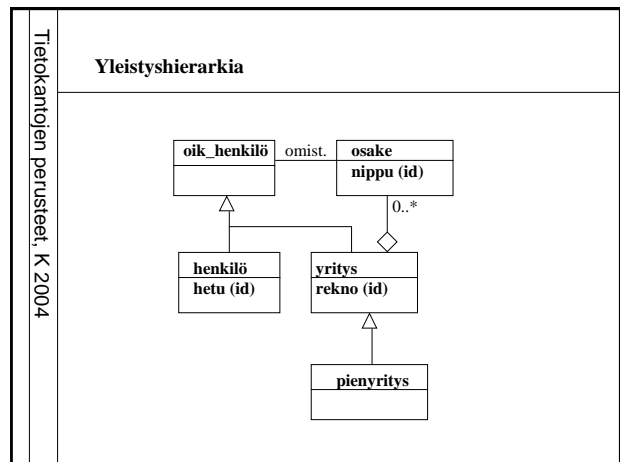 Tietokantojen perusteet, K 2004
Yleistyshierarkia
oik_henkilö
omist.
osake
nippu (id)
0..*
henkilö
hetu (id)
yritys
rekno (id)
pienyritys